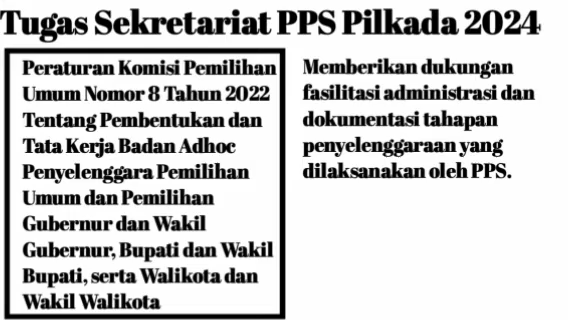 Tugas Sekretariat PPS Pilkada 2024
Peraturan Komisi Pemilihan
Umum Nomor 8 Tahun 2022
Tentang Pembentukan dan
Tata Kerja Badan Adhoc
Penyelenggara Pemilihan
Umum dan Pemilihan
Gubernur dan Wakil
Gubernur, Bupati dan Wakil
Bupati, serta Walikota dan
Wakil Walikota
Memberikan dukungan
fasilitasi administrasi dan
dokumentasi tahapan
penyelenggaraan yang
dilaksanakan oleh PPS.